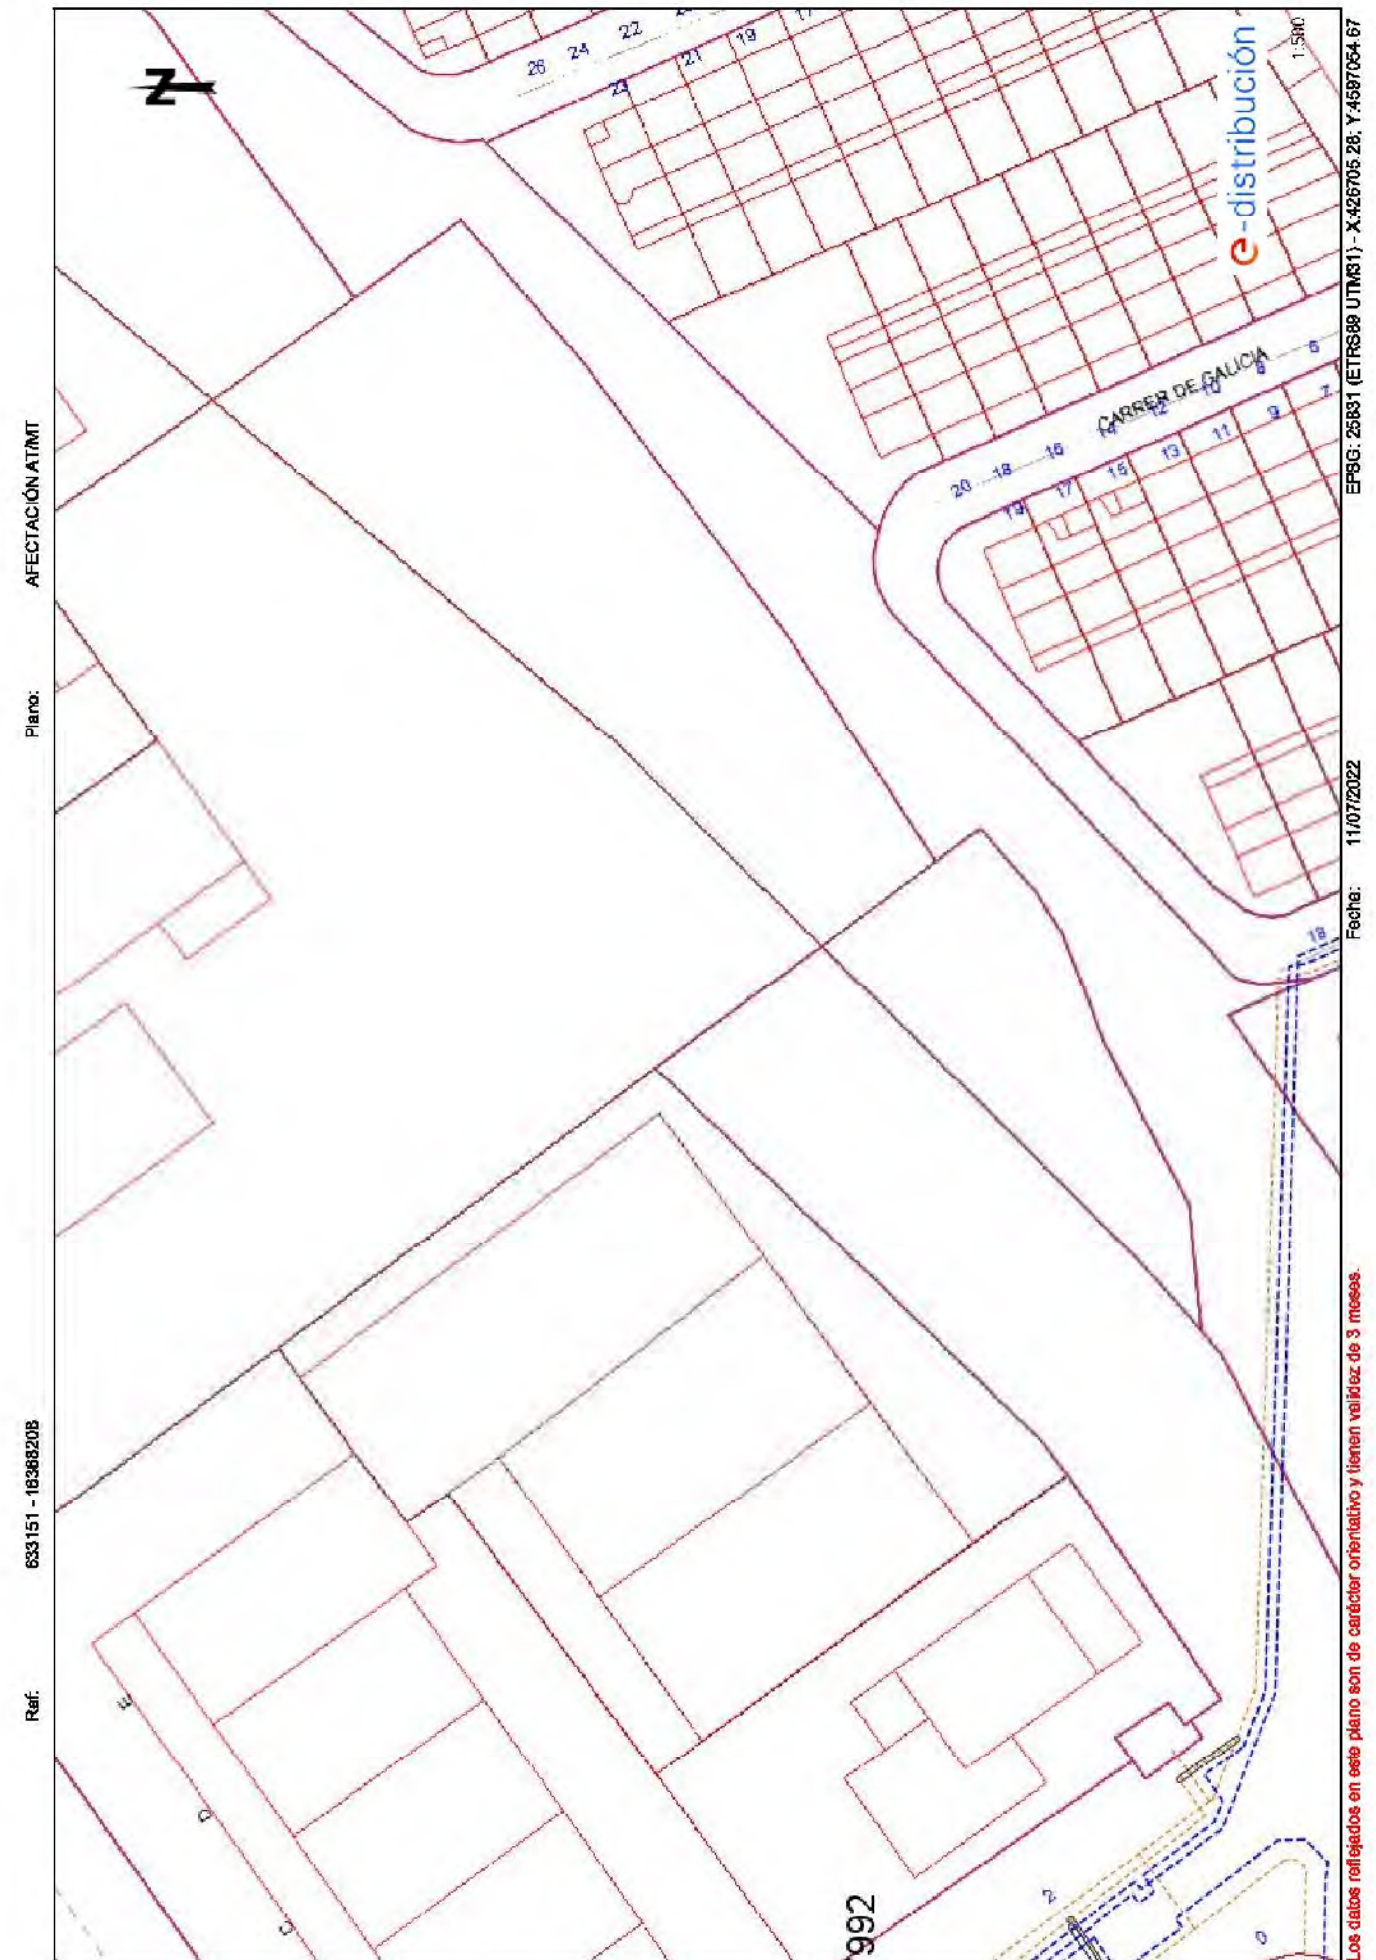 Ref: 633151 - 16368208 Plano: AFECTACIÓN AT/MT
N
26 24 22
23 21 19 17
CARRER DE GALICIA
20 18 16 14 12 10 8 6
19 17 15 13 11 9 7
18
E
D
C
992
2
0
e-distribución
1:500
Los datos reflejados en este plano son de carácter orientativo y tienen validez de 3 meses. Fecha: 11/07/2022 EPSG: 25831 (ETRS89 UTM31) - X:426705.28; Y:4597054.67